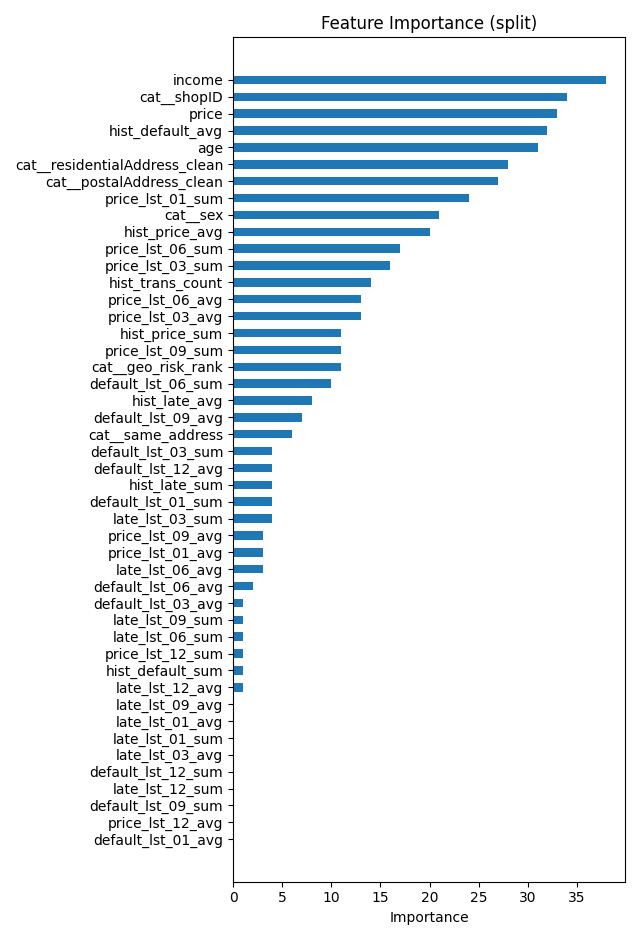 Feature Importance (split)
income
cat__shopID
price
hist_default_avg
age
cat__residentialAddress_clean
cat__postalAddress_clean
price_lst_01_sum
cat__sex
hist_price_avg
price_lst_06_sum
price_lst_03_sum
hist_trans_count
price_lst_06_avg
price_lst_03_avg
hist_price_sum
price_lst_09_sum
cat__geo_risk_rank
default_lst_06_sum
hist_late_avg
default_lst_09_avg
cat__same_address
default_lst_03_sum
default_lst_12_avg
hist_late_sum
default_lst_01_sum
late_lst_03_sum
price_lst_09_avg
price_lst_01_avg
late_lst_06_avg
default_lst_06_avg
default_lst_03_avg
late_lst_09_sum
late_lst_06_sum
price_lst_12_sum
hist_default_sum
late_lst_12_avg
late_lst_09_avg
late_lst_01_avg
late_lst_01_sum
late_lst_03_avg
default_lst_12_sum
late_lst_12_sum
default_lst_09_sum
price_lst_12_avg
default_lst_01_avg
0 5 10 15 20 25 30 35
Importance